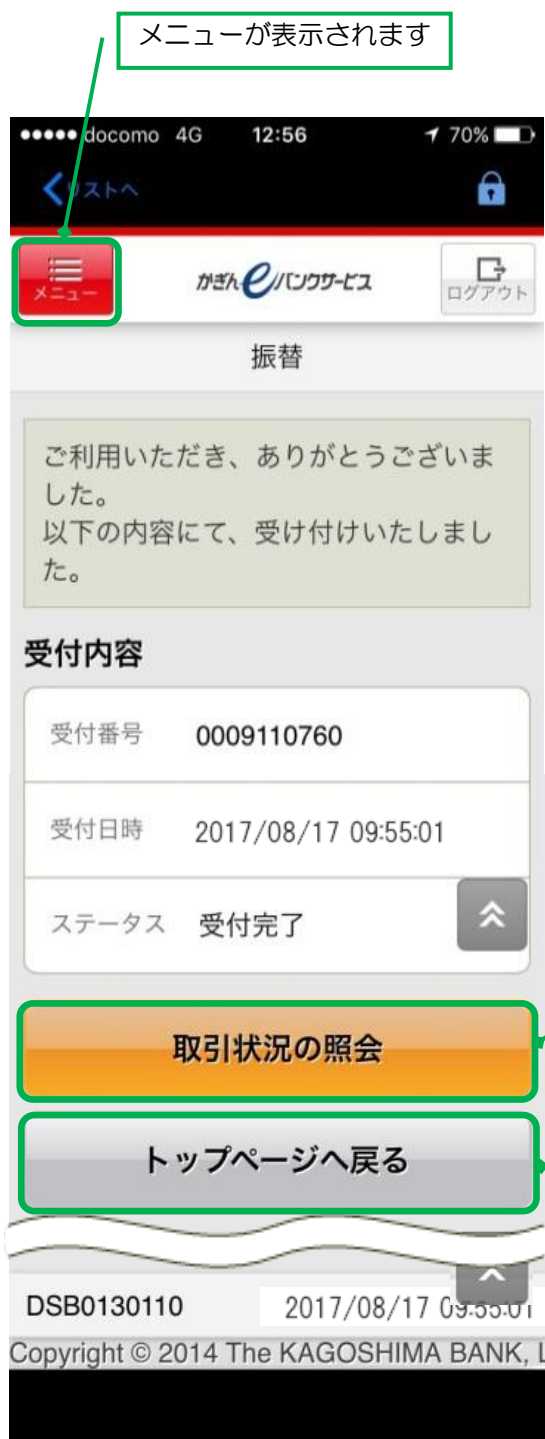 メニューが表示されます
docomo 4G 12:56 70%
リストへ
メニュー かぎんeバンクサービス ログアウト
振替
ご利用いただき、ありがとうございま
した。
以下の内容にて、受け付けいたしまし
た。
受付内容
受付番号 0009110760
受付日時 2017/08/17 09:55:01
ステータス 受付完了
取引状況の照会
トップページへ戻る
DSB0130110 2017/08/17 09:55:01
Copyright © 2014 The KAGOSHIMA BANK, L